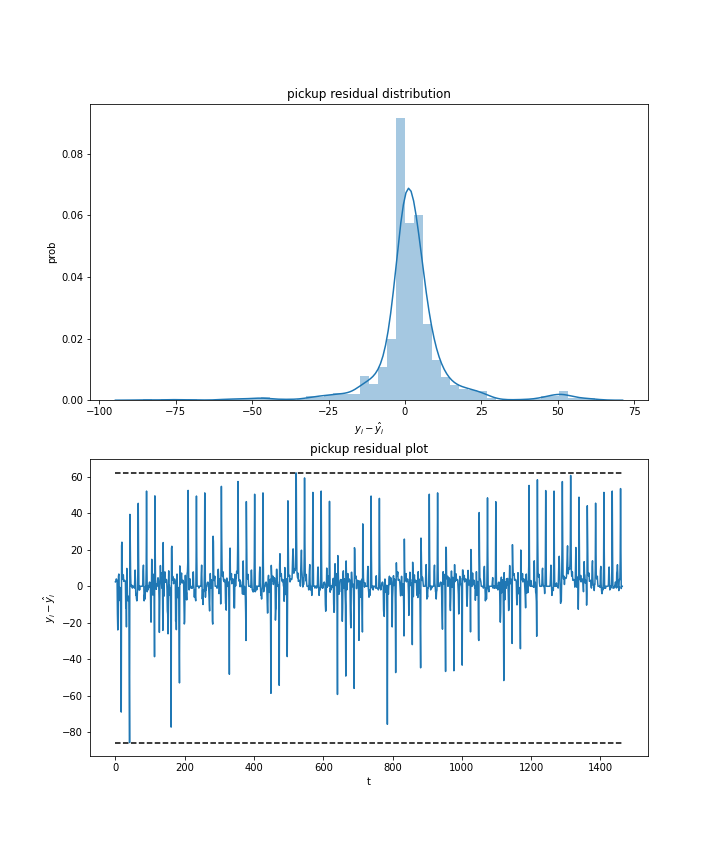 pickup residual distribution
0.08
0.06
0.04
0.02
0.00
prob
−100 −75 −50 −25 0 25 50 75
$y_i - \hat{y}_i$
pickup residual plot
60
40
20
0
−20
−40
−60
−80
$y_i - \hat{y}_i$
0 200 400 600 800 1000 1200 1400
t